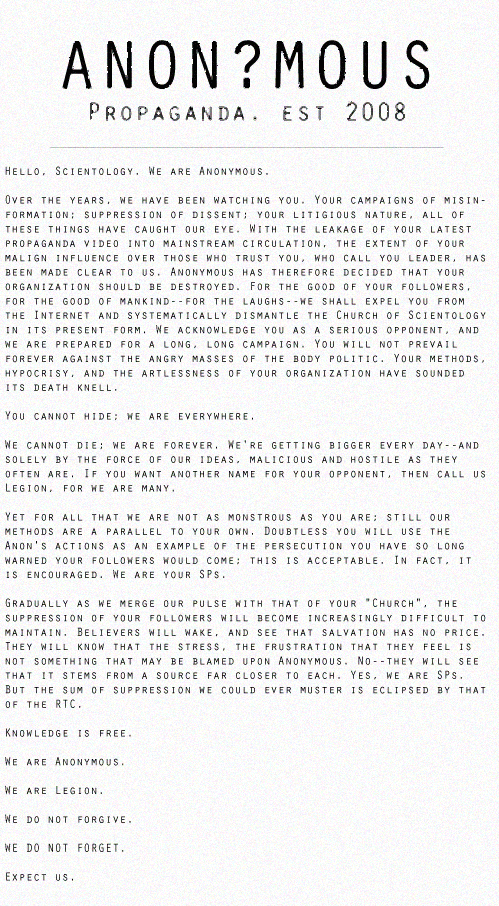 ANON?MOUS
PROPAGANDA. EST 2008
HELLO, SCIENTOLOGY. WE ARE ANONYMOUS.
OVER THE YEARS, WE HAVE BEEN WATCHING YOU. YOUR CAMPAIGNS OF MISIN-
FORMATION; SUPPRESSION OF DISSENT; YOUR LITIGIOUS NATURE, ALL OF
THESE THINGS HAVE CAUGHT OUR EYE. WITH THE LEAKAGE OF YOUR LATEST
PROPAGANDA VIDEO INTO MAINSTREAM CIRCULATION, THE EXTENT OF YOUR
MALIGN INFLUENCE OVER THOSE WHO TRUST YOU, WHO CALL YOU LEADER, HAS
BEEN MADE CLEAR TO US. ANONYMOUS HAS THEREFORE DECIDED THAT YOUR
ORGANIZATION SHOULD BE DESTROYED. FOR THE GOOD OF YOUR FOLLOWERS,
FOR THE GOOD OF MANKIND--FOR THE LAUGHS--WE SHALL EXPEL YOU FROM
THE INTERNET AND SYSTEMATICALLY DISMANTLE THE CHURCH OF SCIENTOLOGY
IN ITS PRESENT FORM. WE ACKNOWLEDGE YOU AS A SERIOUS OPPONENT, AND
WE ARE PREPARED FOR A LONG, LONG CAMPAIGN. YOU WILL NOT PREVAIL
FOREVER AGAINST THE ANGRY MASSES OF THE BODY POLITIC. YOUR METHODS,
HYPOCRISY, AND THE ARTLESSNESS OF YOUR ORGANIZATION HAVE SOUNDED
ITS DEATH KNELL.
YOU CANNOT HIDE; WE ARE EVERYWHERE.
WE CANNOT DIE; WE ARE FOREVER. WE'RE GETTING BIGGER EVERY DAY--AND
SOLELY BY THE FORCE OF OUR IDEAS, MALICIOUS AND HOSTILE AS THEY
OFTEN ARE. IF YOU WANT ANOTHER NAME FOR YOUR OPPONENT, THEN CALL US
LEGION, FOR WE ARE MANY.
YET FOR ALL THAT WE ARE NOT AS MONSTROUS AS YOU ARE; STILL OUR
METHODS ARE A PARALLEL TO YOUR OWN. DOUBTLESS YOU WILL USE THE
ANON'S ACTIONS AS AN EXAMPLE OF THE PERSECUTION YOU HAVE SO LONG
WARNED YOUR FOLLOWERS WOULD COME; THIS IS ACCEPTABLE. IN FACT, IT
IS ENCOURAGED. WE ARE YOUR SPS.
GRADUALLY AS WE MERGE OUR PULSE WITH THAT OF YOUR "CHURCH", THE
SUPPRESSION OF YOUR FOLLOWERS WILL BECOME INCREASINGLY DIFFICULT TO
MAINTAIN. BELIEVERS WILL WAKE, AND SEE THAT SALVATION HAS NO PRICE.
THEY WILL KNOW THAT THE STRESS, THE FRUSTRATION THAT THEY FEEL IS
NOT SOMETHING THAT MAY BE BLAMED UPON ANONYMOUS. NO--THEY WILL SEE
THAT IT STEMS FROM A SOURCE FAR CLOSER TO EACH. YES, WE ARE SPS.
BUT THE SUM OF SUPPRESSION WE COULD EVER MUSTER IS ECLIPSED BY THAT
OF THE RTC.
KNOWLEDGE IS FREE.
WE ARE ANONYMOUS.
WE ARE LEGION.
WE DO NOT FORGIVE.
WE DO NOT FORGET.
EXPECT US.